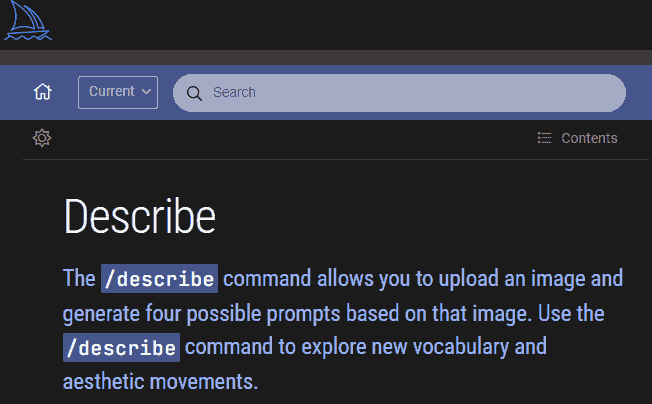 Current
Search
Contents
Describe
The /describe command allows you to upload an image and
generate four possible prompts based on that image. Use the
/describe command to explore new vocabulary and
aesthetic movements.